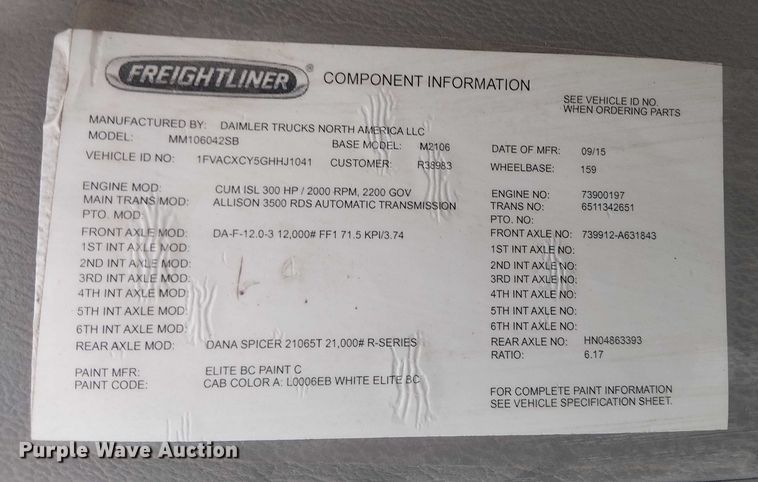 FREIGHTLINER ® COMPONENT INFORMATION
SEE VEHICLE ID NO.
WHEN ORDERING PARTS
MANUFACTURED BY: DAIMLER TRUCKS NORTH AMERICA LLC
MODEL: MM106042SB BASE MODEL: M2106 DATE OF MFR: 09/15
VEHICLE ID NO: 1FVACXCY5GHHJ1041 CUSTOMER: R38983 WHEELBASE: 159
ENGINE MOD: CUM ISL 300 HP / 2000 RPM, 2200 GOV ENGINE NO: 73900197
MAIN TRANS MOD: ALLISON 3500 RDS AUTOMATIC TRANSMISSION TRANS NO: 6511342651
PTO. MOD: PTO. NO:
FRONT AXLE MOD: DA-F-12.0-3 12,000# FF1 71.5 KPI/3.74 FRONT AXLE NO: 739912-A631843
1ST INT AXLE MOD: 1ST INT AXLE NO:
2ND INT AXLE MOD: 2ND INT AXLE NO:
3RD INT AXLE MOD: 3RD INT AXLE NO:
4TH INT AXLE MOD: 4TH INT AXLE NO:
5TH INT AXLE MOD: 5TH INT AXLE NO:
6TH INT AXLE MOD: 6TH INT AXLE NO:
REAR AXLE MOD: DANA SPICER 21065T 21,000# R-SERIES REAR AXLE NO: HN04863393
RATIO: 6.17
PAINT MFR: ELITE BC PAINT C
PAINT CODE: CAB COLOR A: L0006EB WHITE ELITE BC
FOR COMPLETE PAINT INFORMATION
SEE VEHICLE SPECIFICATION SHEET.
Purple Wave Auction